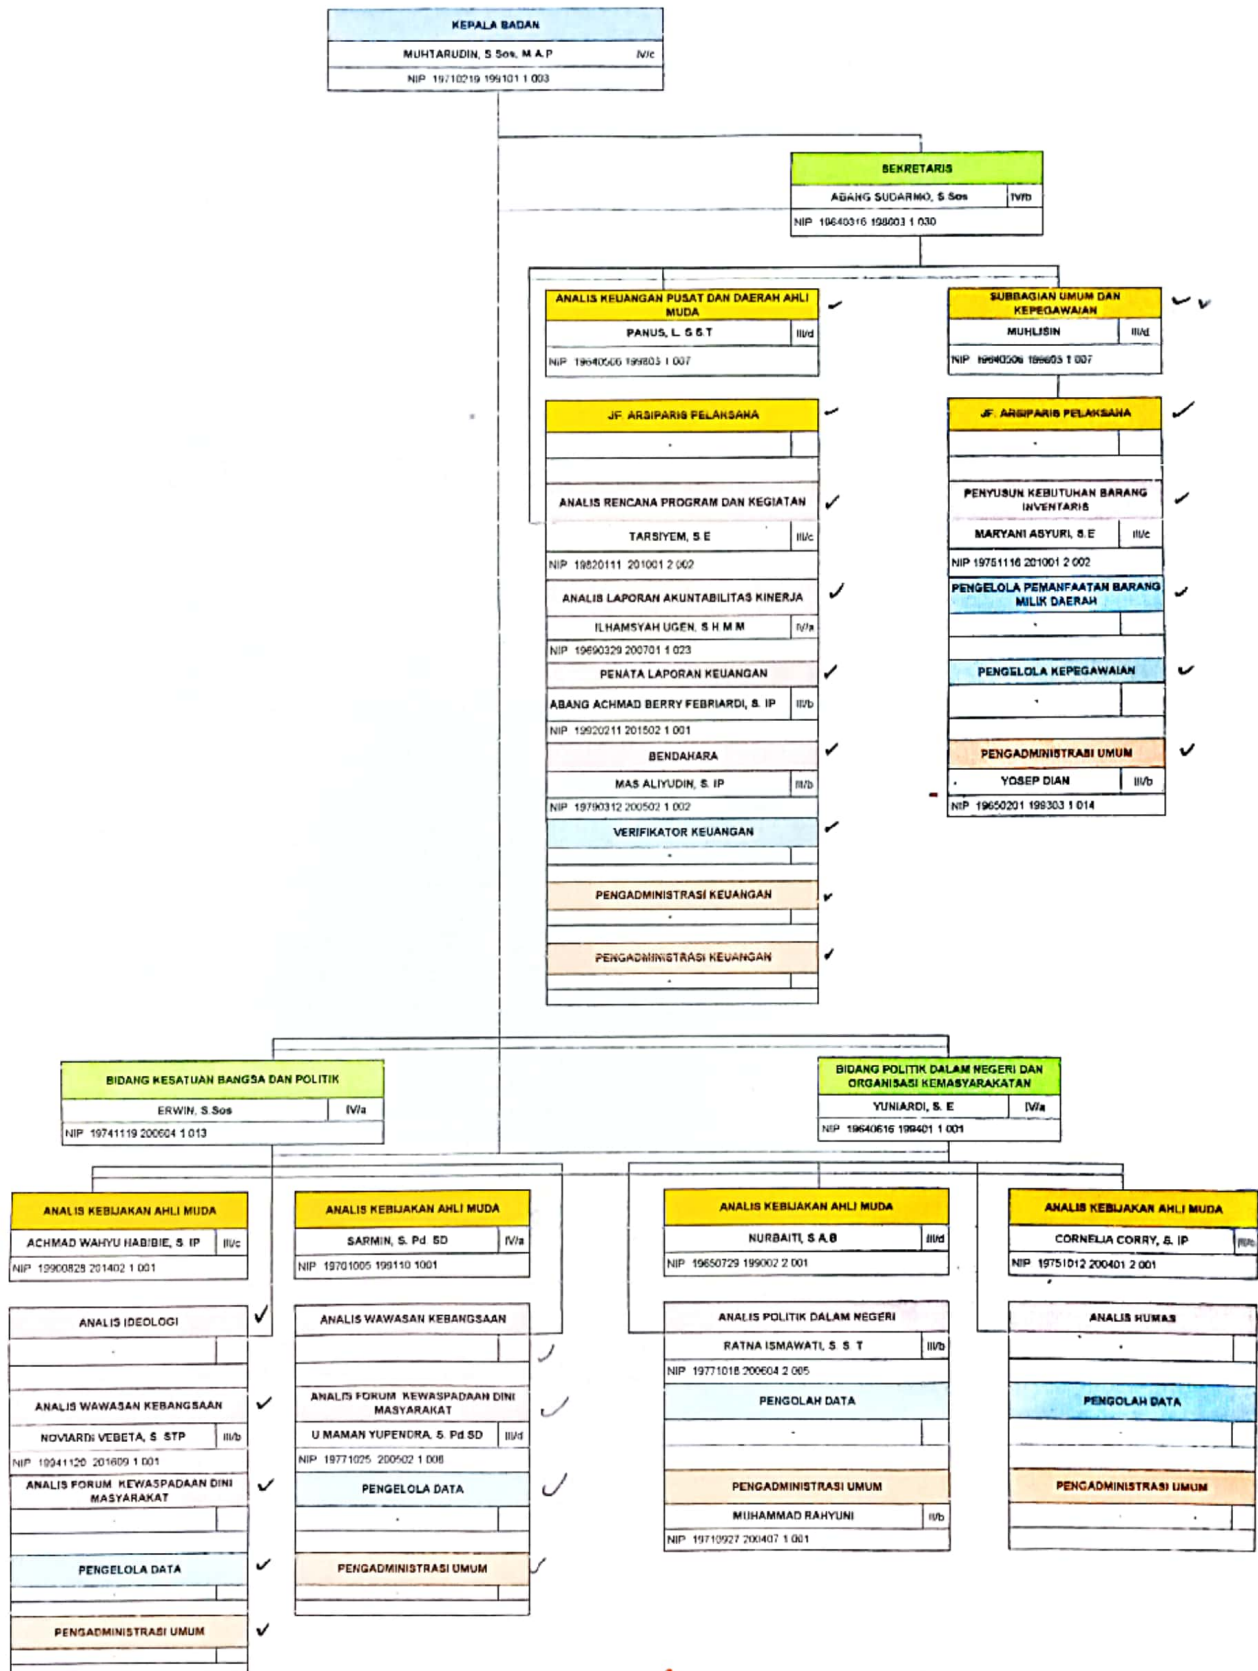 KEPALA BADAN
MUHTARUDIN, S Sos, M.A.P IV/c
NIP 19710219 199101 1 003
SEKRETARIS
ABANG SUDARMO, S.Sos IV/b
NIP 19640316 198603 1 030
ANALIS KEUANGAN PUSAT DAN DAERAH AHLI
MUDA
PANUS, L. S.S.T III/d
NIP 19640506 199803 1 007
JF. ARSIPARIS PELAKSANA
-
ANALIS RENCANA PROGRAM DAN KEGIATAN
TARSIYEM, S.E III/c
NIP 19820111 201001 2 002
ANALIS LAPORAN AKUNTABILITAS KINERJA
ILHAMSYAH UGEN, S H M M IV/a
NIP 19690329 200701 1 023
PENATA LAPORAN KEUANGAN
ABANG ACHMAD BERRY FEBRIARDI, S. IP III/b
NIP 19920211 201502 1 001
BENDAHARA
MAS ALIYUDIN, S. IP III/b
NIP 19790312 200502 1 002
VERIFIKATOR KEUANGAN
-
PENGADMINISTRASI KEUANGAN
-
PENGADMINISTRASI KEUANGAN
-
SUBBAGIAN UMUM DAN
KEPEGAWAIAN
MUHLISIN III/d
NIP 19640506 199803 1 007
JF. ARSIPARIS PELAKSANA
-
PENYUSUN KEBUTUHAN BARANG
INVENTARIS
MARYANI ASYURI, S.E III/c
NIP 19751116 201001 2 002
PENGELOLA PEMANFAATAN BARANG
MILIK DAERAH
-
PENGELOLA KEPEGAWAIAN
-
PENGADMINISTRASI UMUM
YOSEP DIAN III/b
NIP 19650201 199303 1 014
BIDANG KESATUAN BANGSA DAN POLITIK
ERWIN, S.Sos IV/a
NIP 19741119 200604 1 013
BIDANG POLITIK DALAM NEGERI DAN
ORGANISASI KEMASYARAKATAN
YUNIARDI, S. E IV/a
NIP 19640616 199401 1 001
ANALIS KEBIJAKAN AHLI MUDA
ACHMAD WAHYU HABIBIE, S. IP III/c
NIP 19900828 201402 1 001
ANALIS IDEOLOGI
-
ANALIS WAWASAN KEBANGSAAN
NOVIARDI VEBETA, S STP III/b
NIP 19941120 201609 1 001
ANALIS FORUM KEWASPADAAN DINI
MASYARAKAT
-
PENGELOLA DATA
-
PENGADMINISTRASI UMUM
-
ANALIS KEBIJAKAN AHLI MUDA
SARMIN, S. Pd SD IV/a
NIP 19701005 199110 1001
ANALIS WAWASAN KEBANGSAAN
ANALIS FORUM KEWASPADAAN DINI
MASYARAKAT
U MAMAN YUPENDRA, S. Pd SD III/d
NIP 19771025 200502 1 008
PENGELOLA DATA
-
PENGADMINISTRASI UMUM
-
ANALIS KEBIJAKAN AHLI MUDA
NURBAITI, S A.B III/d
NIP 19650729 199002 2 001
ANALIS POLITIK DALAM NEGERI
RATNA ISMAWATI, S. S. T III/b
NIP 19771018 200604 2 005
PENGOLAH DATA
-
PENGADMINISTRASI UMUM
MUHAMMAD RAHYUNI II/b
NIP 19710927 200407 1 001
ANALIS KEBIJAKAN AHLI MUDA
CORNELIA CORRY, S. IP
NIP 19751012 200401 2 001
ANALIS HUMAS
-
PENGOLAH DATA
-
PENGADMINISTRASI UMUM
-